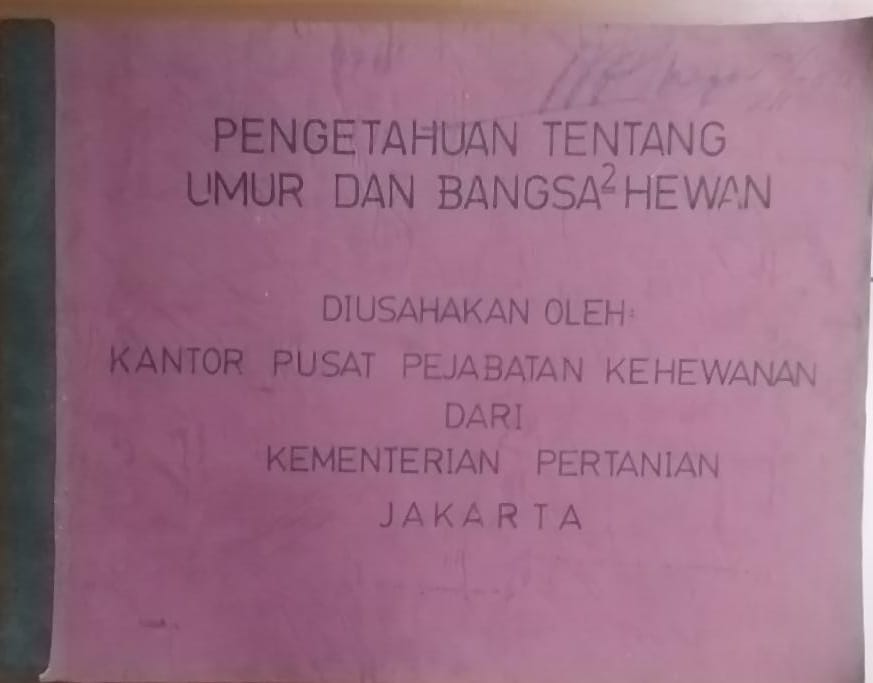 PENGETAHUAN TENTANG
UMUR DAN BANGSA² HEWAN
DIUSAHAKAN OLEH:
KANTOR PUSAT PEJABATAN KEHEWANAN
DARI
KEMENTERIAN PERTANIAN
JAKARTA